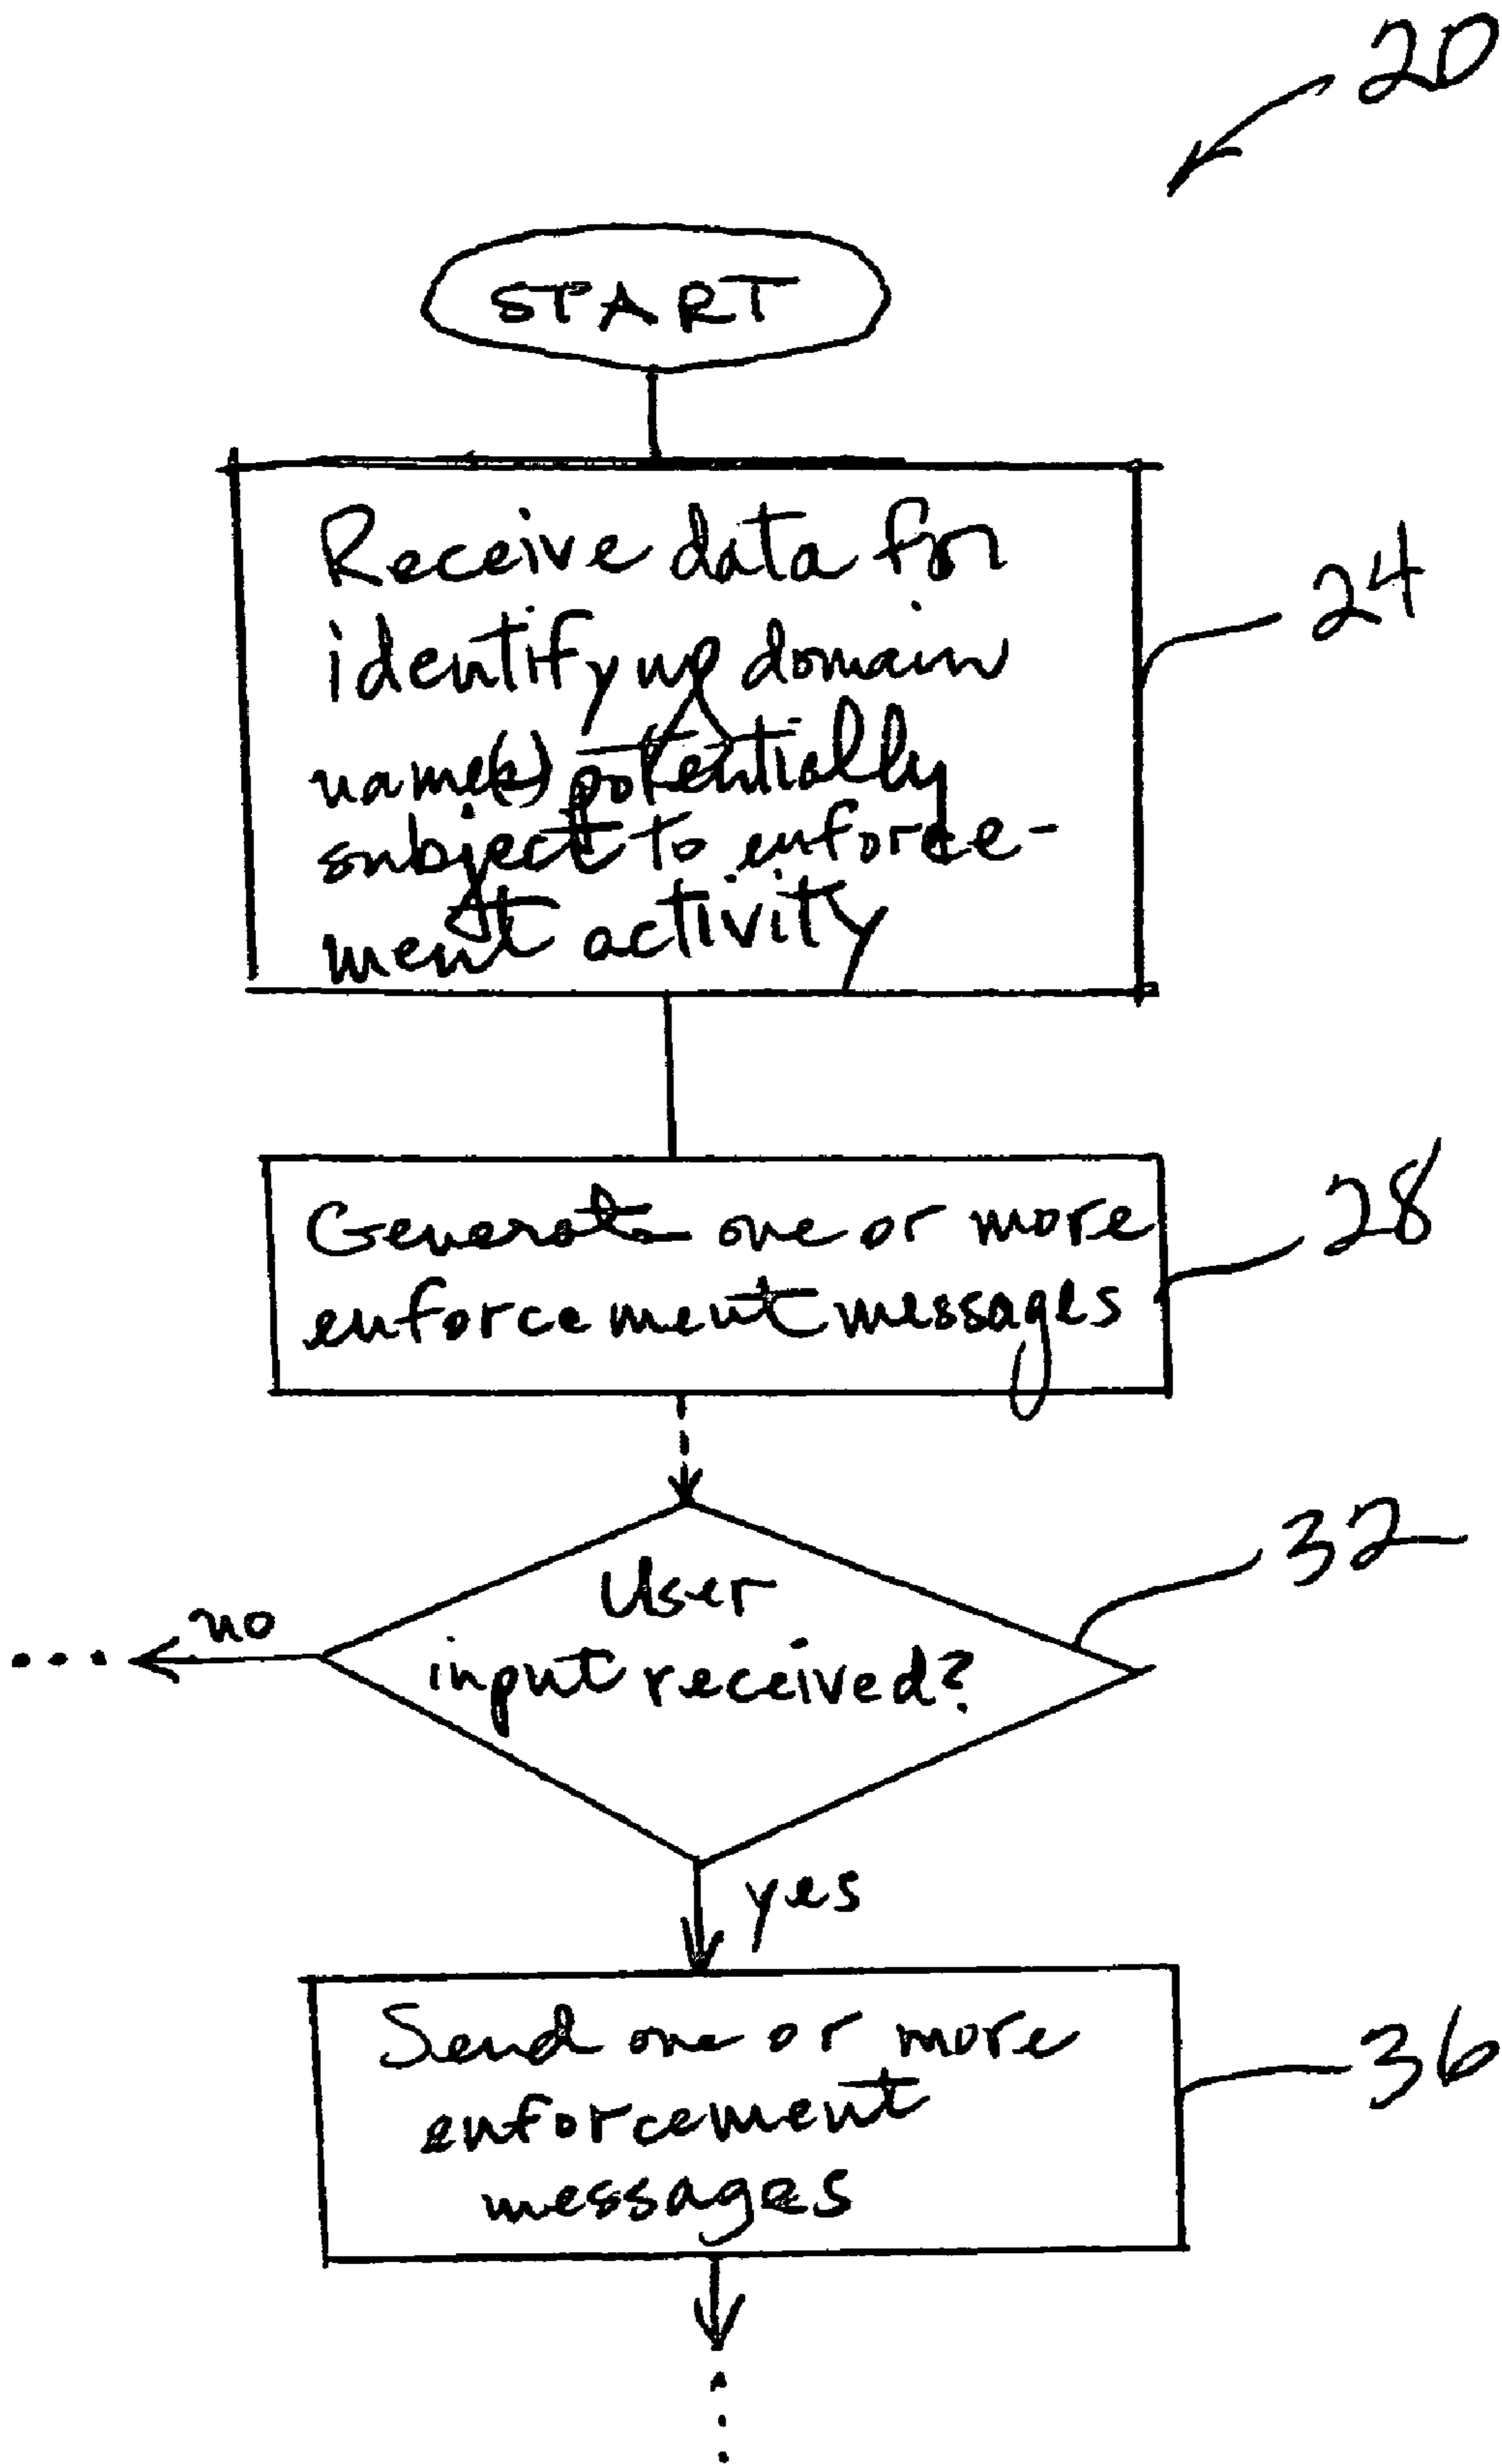 20
START
Receive data for
identifying domain
name(s) potentially
subject to enforce-
ment activity
24
Generate one or more
enforcement messages
28
User
input received?
32
no
yes
Send one or more
enforcement
messages
36